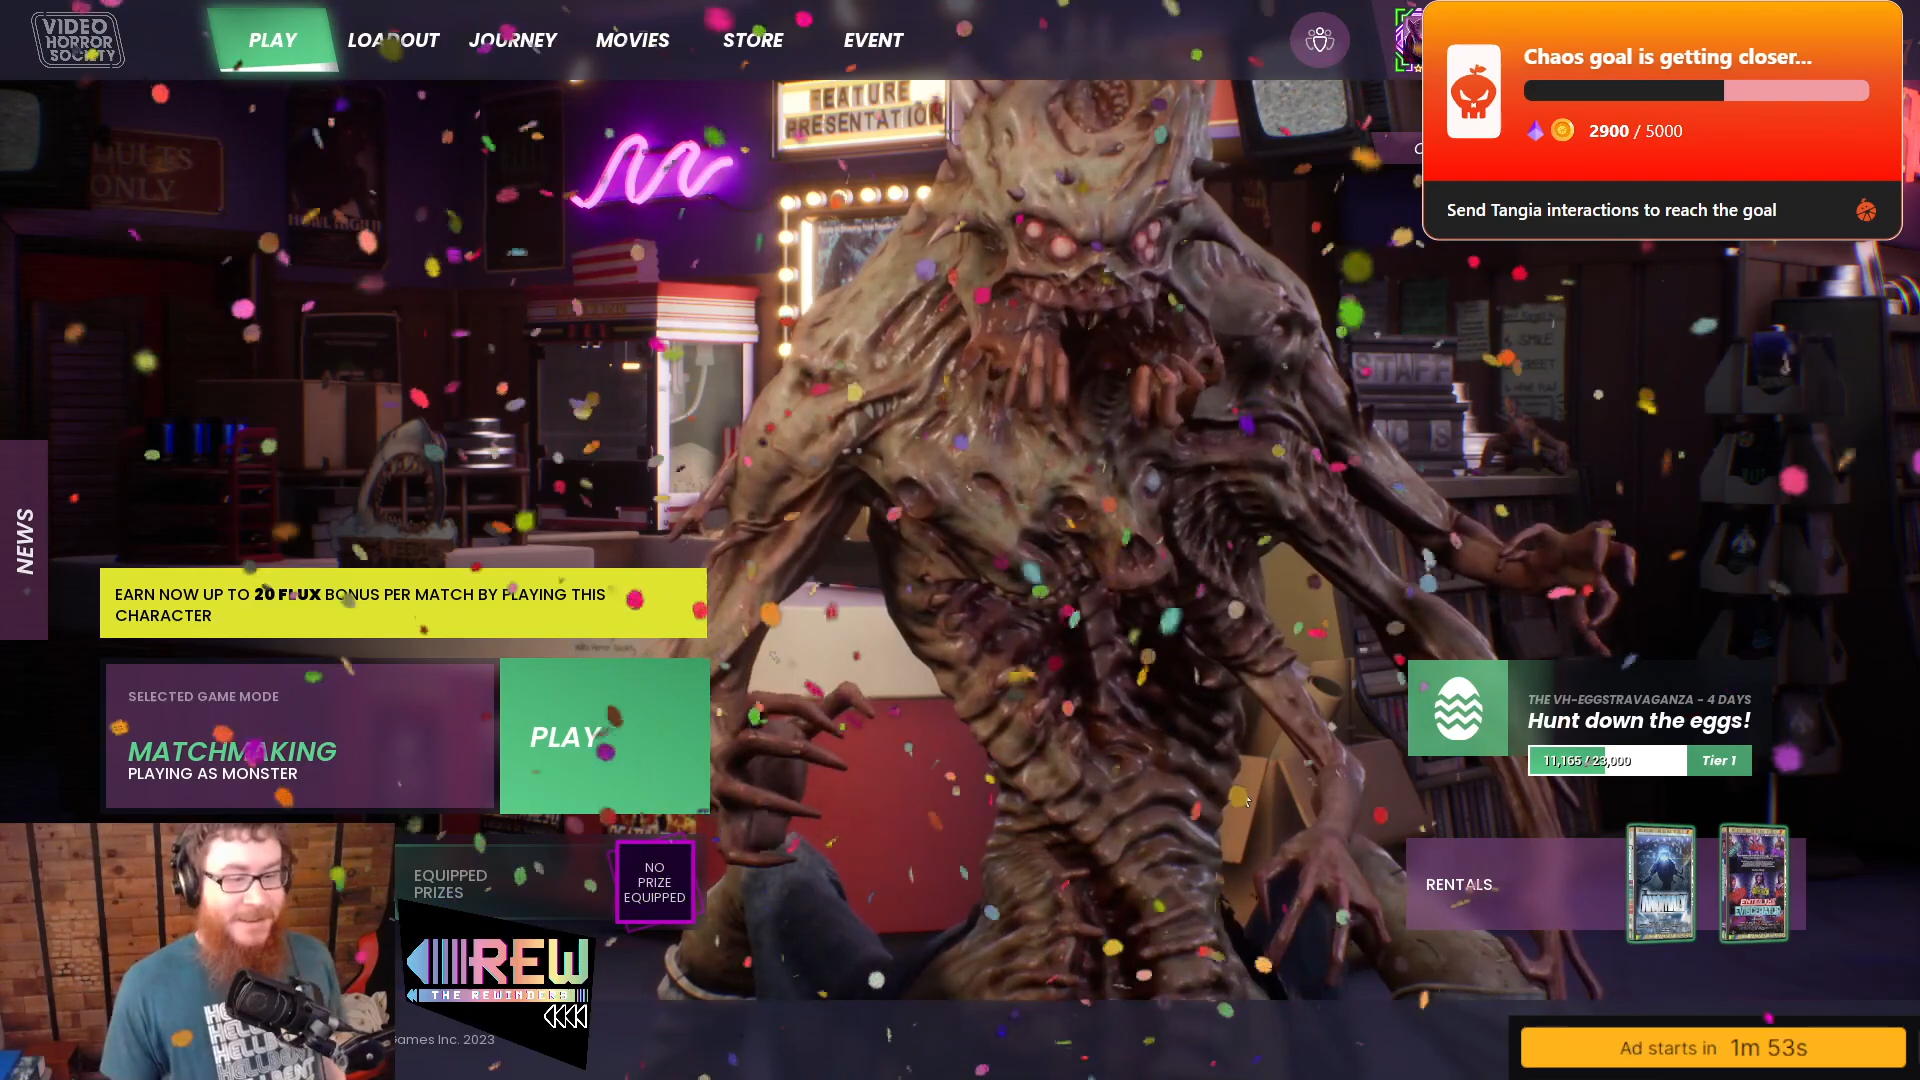 VIDEO
HORROR
SOCIETY
PLAY
LOADOUT
JOURNEY
MOVIES
STORE
EVENT
Chaos goal is getting closer...
2900 / 5000
Send Tangia interactions to reach the goal
FEATURE
PRESENTATION
ADULTS
ONLY
STAFF
NEWS
EARN NOW UP TO 20 FLUX BONUS PER MATCH BY PLAYING THIS
CHARACTER
SELECTED GAME MODE
MATCHMAKING
PLAYING AS MONSTER
PLAY
THE VH-EGGSTRAVAGANZA - 4 DAYS
Hunt down the eggs!
11,165 / 23,000
Tier 1
EQUIPPED
PRIZES
NO
PRIZE
EQUIPPED
RENTALS
REW
THE REWINDERS
Games Inc. 2023
Ad starts in 1m 53s